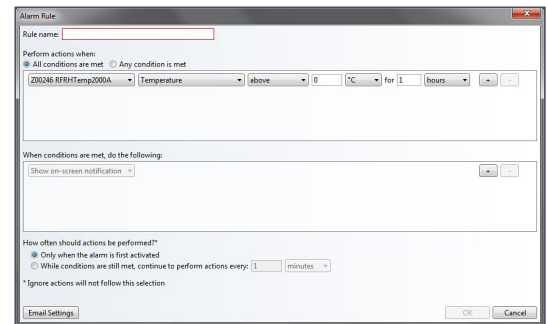 Alarm Rule
Rule name:
Perform actions when:
All conditions are met Any condition is met
Z00246 RFRHTemp2000A Temperature above 0 °C for 1 hours + -
When conditions are met, do the following:
Show on-screen notification + -
How often should actions be performed?*
Only when the alarm is first activated
While conditions are still met, continue to perform actions every: 1 minutes
* Ignore actions will not follow this selection
Email Settings OK Cancel